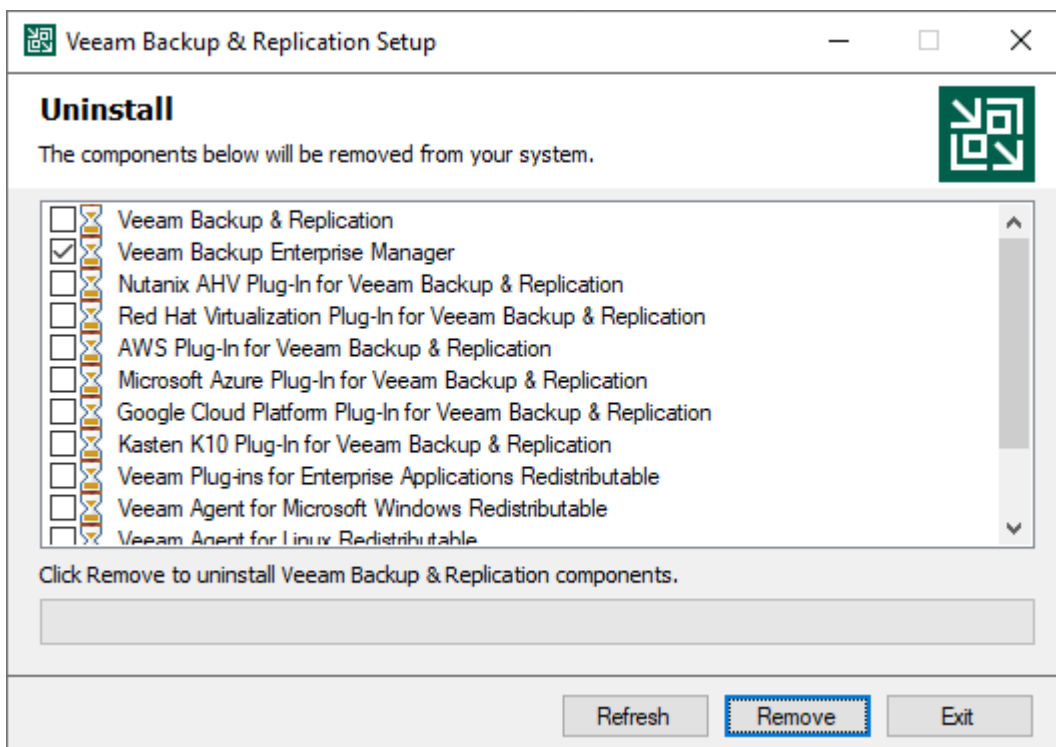 Veeam Backup & Replication Setup
Uninstall
The components below will be removed from your system.
Veeam Backup & Replication
Veeam Backup Enterprise Manager
Nutanix AHV Plug-In for Veeam Backup & Replication
Red Hat Virtualization Plug-In for Veeam Backup & Replication
AWS Plug-In for Veeam Backup & Replication
Microsoft Azure Plug-In for Veeam Backup & Replication
Google Cloud Platform Plug-In for Veeam Backup & Replication
Kasten K10 Plug-In for Veeam Backup & Replication
Veeam Plug-ins for Enterprise Applications Redistributable
Veeam Agent for Microsoft Windows Redistributable
Veeam Agent for Linux Redistributable
Click Remove to uninstall Veeam Backup & Replication components.
Refresh Remove Exit